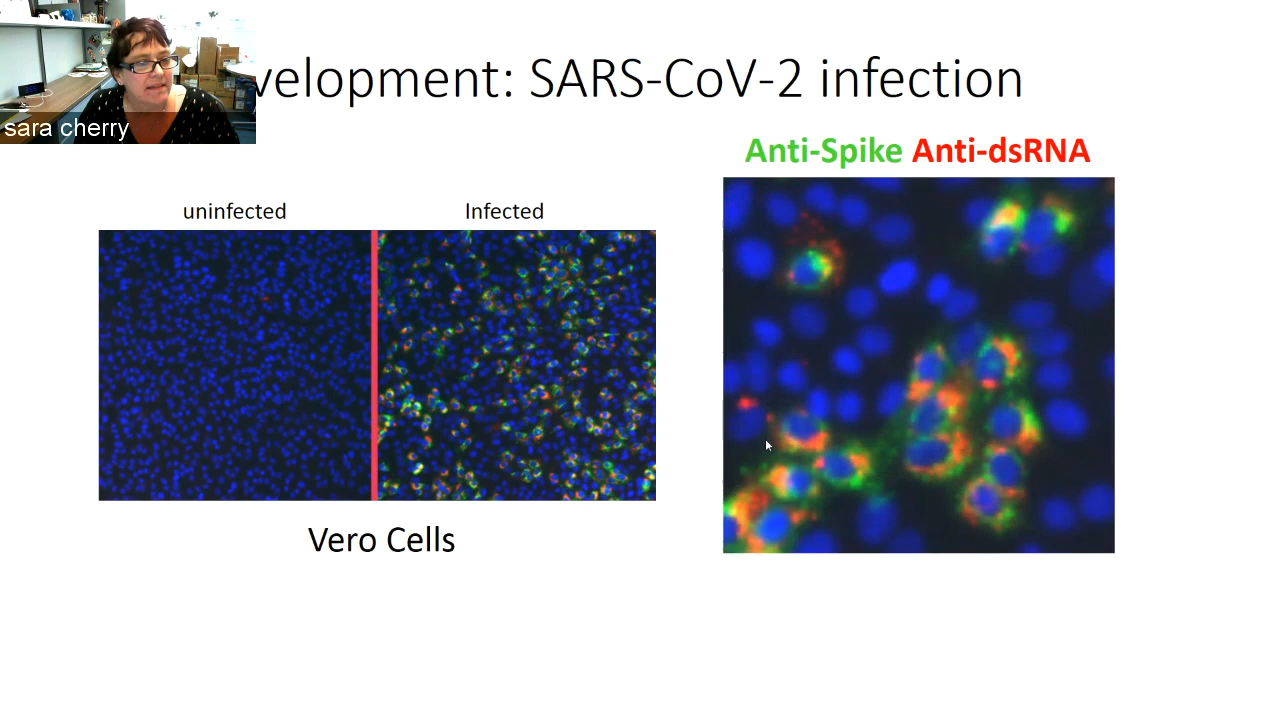 velopment: SARS-CoV-2 infection
sara cherry
Anti-Spike Anti-dsRNA
uninfected
Infected
Vero Cells